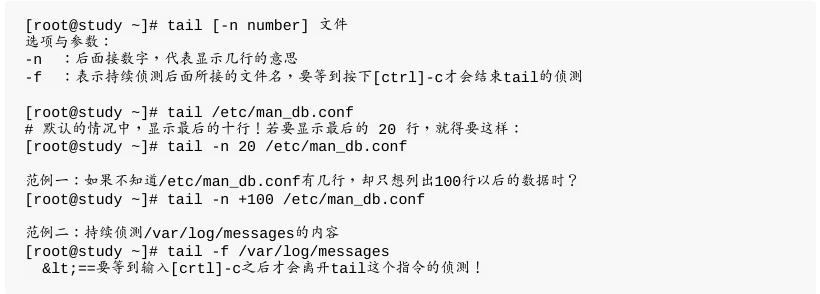 [root@study ~]# tail [-n number] 文件
选项与参数：
-n  ：后面接数字，代表显示几行的意思
-f  ：表示持续侦测后面所接的文件名，要等到按下[ctrl]-c才会结束tail的侦测
[root@study ~]# tail /etc/man_db.conf
# 默认的情况中，显示最后的十行！若要显示最后的 20 行，就得要这样：
[root@study ~]# tail -n 20 /etc/man_db.conf
范例一：如果不知道/etc/man_db.conf有几行，却只想列出100行以后的数据时？
[root@study ~]# tail -n +100 /etc/man_db.conf
范例二：持续侦测/var/log/messages的内容
[root@study ~]# tail -f /var/log/messages
  &lt;==要等到输入[crtl]-c之后才会离开tail这个指令的侦测！